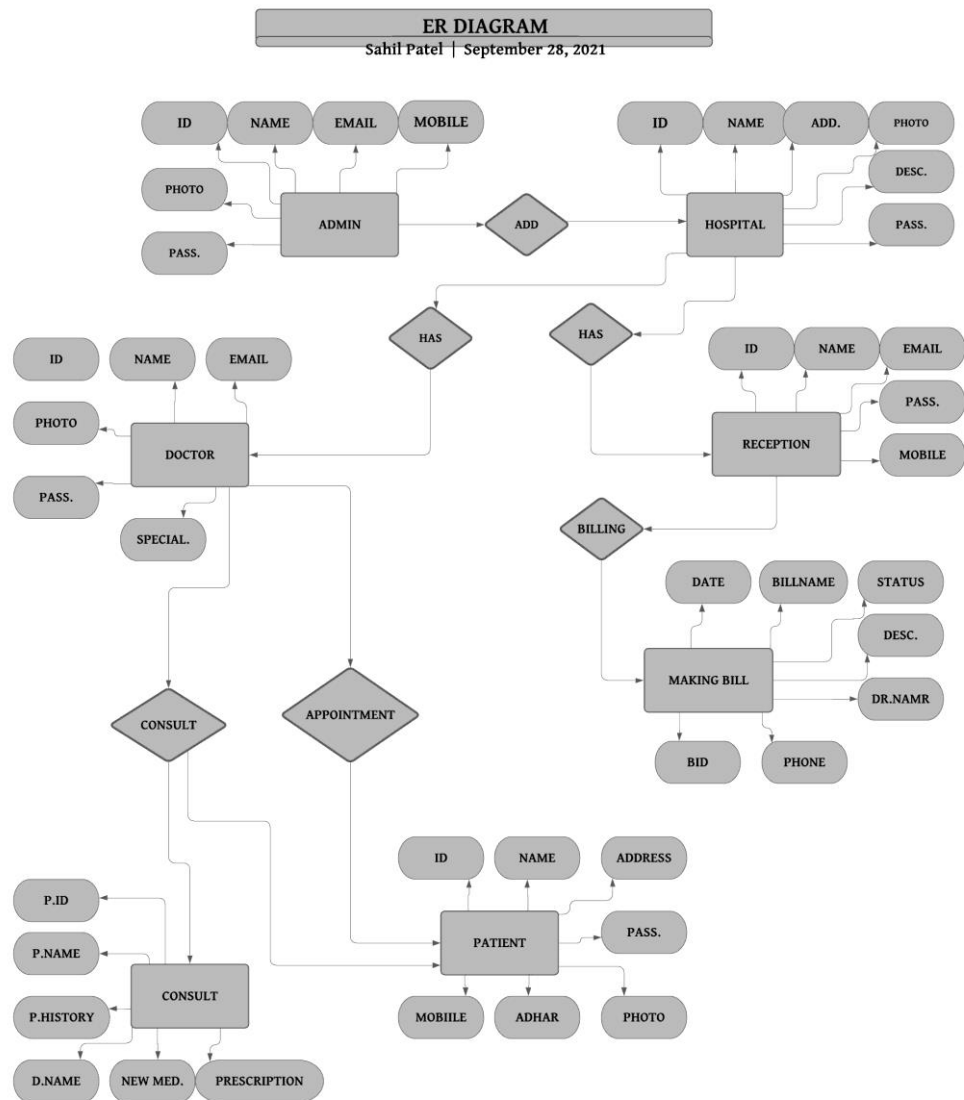 ER DIAGRAM
Sahil Patel | September 28, 2021
ID
NAME
EMAIL
MOBILE
ID
NAME
ADD.
PHOTO
PHOTO
DESC.
ADMIN
ADD
HOSPITAL
PASS.
PASS.
HAS
HAS
ID
NAME
EMAIL
ID
NAME
EMAIL
PHOTO
PASS.
DOCTOR
RECEPTION
MOBILE
PASS.
SPECIAL.
BILLING
DATE
BILLNAME
STATUS
DESC.
MAKING BILL
DR.NAMR
CONSULT
APPOINTMENT
BID
PHONE
ID
NAME
ADDRESS
P.ID
PATIENT
PASS.
P.NAME
CONSULT
P.HISTORY
MOBIILE
ADHAR
PHOTO
D.NAME
NEW MED.
PRESCRIPTION